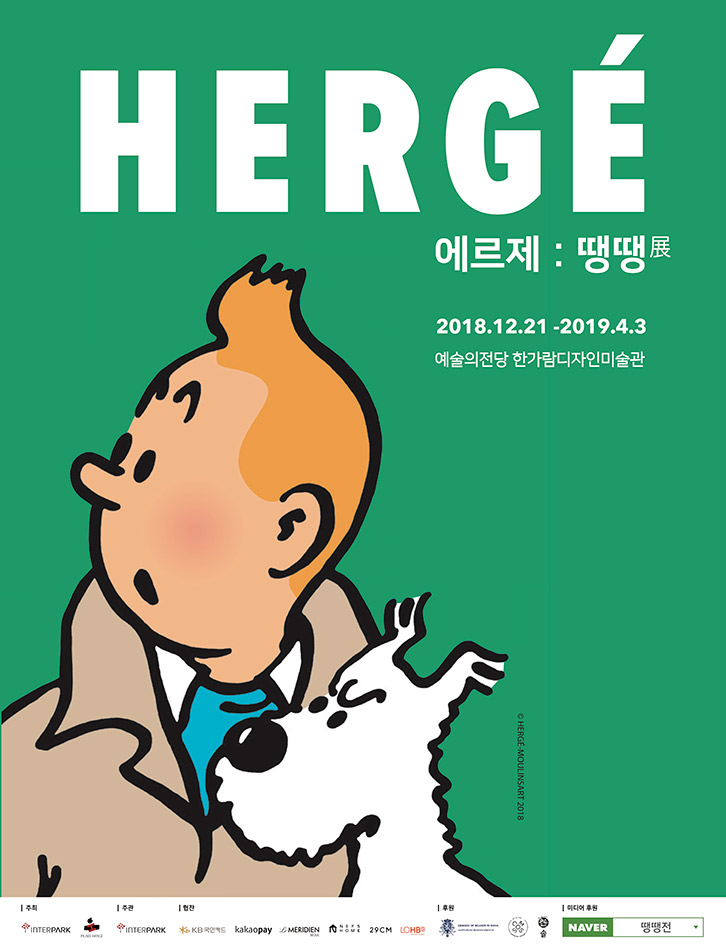 HERGÉ
에르제 : 땡땡展
2018.12.21 -2019.4.3
예술의전당 한가람디자인미술관
© HERGÉ-MOULINSART 2018
| 주최
| 주관
| 협찬
| 후원
| 미디어 후원
INTERPARK
INTERPARK
KB국민카드
kakaopay
MERIDIEN
NEFS HOME
29CM
LOHB
NAVER
땡땡전